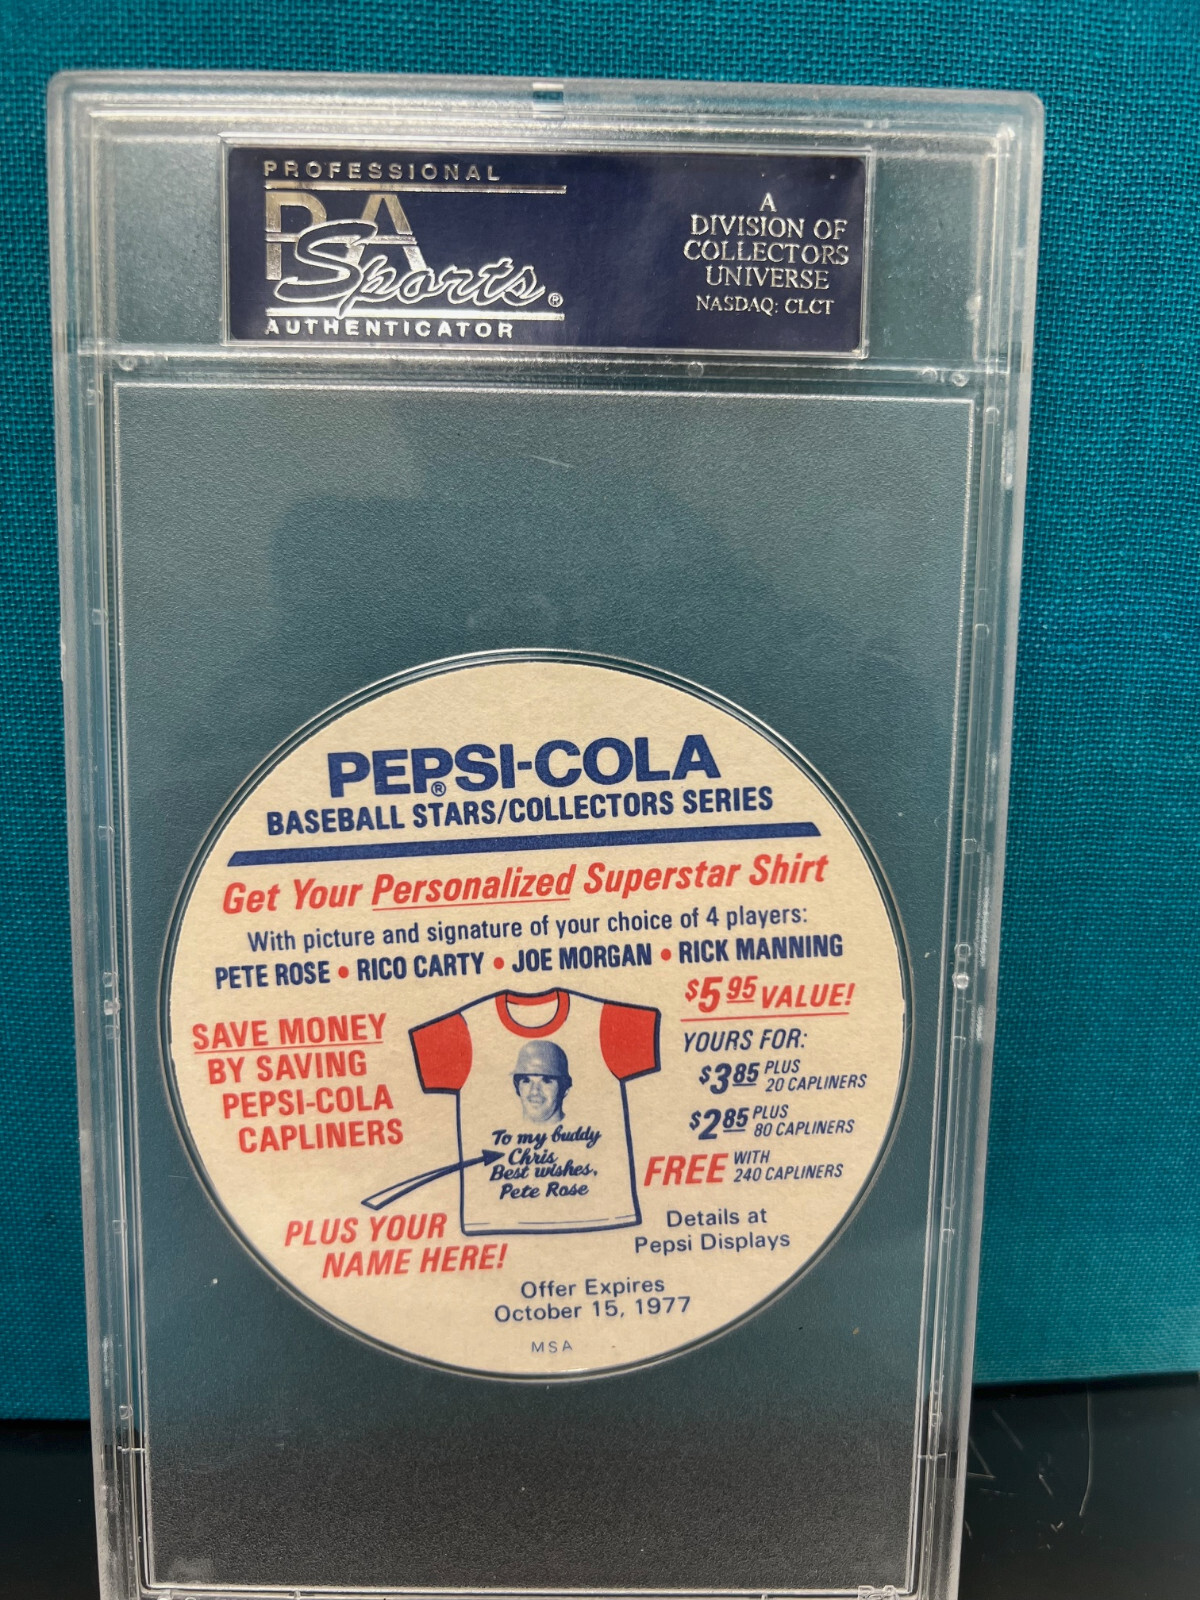 PROFESSIONAL
PSA
Sports®
AUTHENTICATOR
A
DIVISION OF
COLLECTORS
UNIVERSE
NASDAQ: CLCT
PEPSI-COLA®
BASEBALL STARS/COLLECTORS SERIES
Get Your Personalized Superstar Shirt
With picture and signature of your choice of 4 players:
PETE ROSE • RICO CARTY • JOE MORGAN • RICK MANNING
SAVE MONEY
BY SAVING
PEPSI-COLA
CAPLINERS
$5.95 VALUE!
YOURS FOR:
$3.85 PLUS
20 CAPLINERS
$2.85 PLUS
80 CAPLINERS
FREE WITH
240 CAPLINERS
To my buddy
Chris
Best wishes,
Pete Rose
PLUS YOUR
NAME HERE!
Details at
Pepsi Displays
Offer Expires
October 15, 1977
MSA